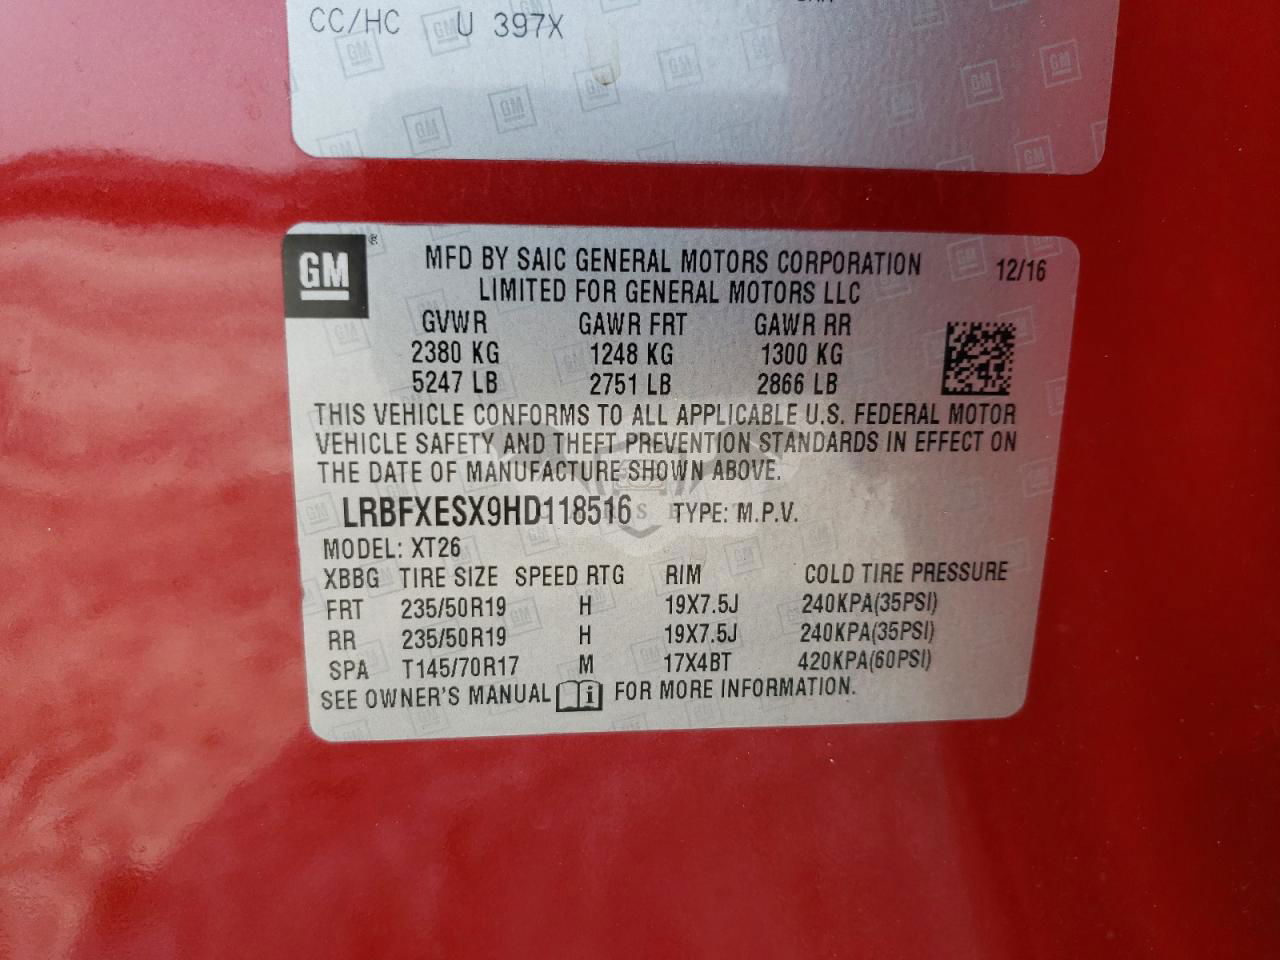 CC/HC U 397X
GM ®
MFD BY SAIC GENERAL MOTORS CORPORATION 12/16
LIMITED FOR GENERAL MOTORS LLC
GVWR GAWR FRT GAWR RR
2380 KG 1248 KG 1300 KG
5247 LB 2751 LB 2866 LB
THIS VEHICLE CONFORMS TO ALL APPLICABLE U.S. FEDERAL MOTOR
VEHICLE SAFETY AND THEFT PREVENTION STANDARDS IN EFFECT ON
THE DATE OF MANUFACTURE SHOWN ABOVE.
LRBFXESX9HD118516 TYPE: M.P.V.
MODEL: XT26
XBBG TIRE SIZE SPEED RTG RIM COLD TIRE PRESSURE
FRT 235/50R19 H 19X7.5J 240KPA(35PSI)
RR 235/50R19 H 19X7.5J 240KPA(35PSI)
SPA T145/70R17 M 17X4BT 420KPA(60PSI)
SEE OWNER'S MANUAL i FOR MORE INFORMATION.